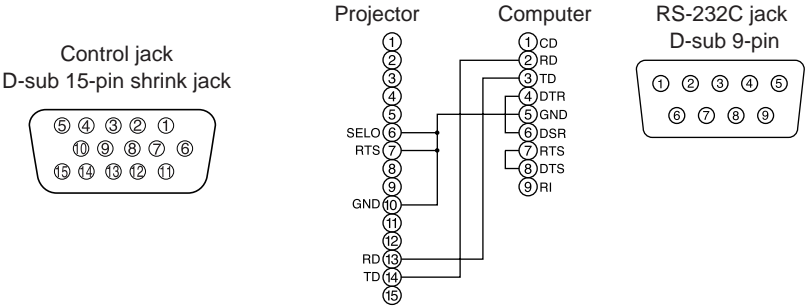 Control jack
D-sub 15-pin shrink jack
5 4 3 2 1
10 9 8 7 6
15 14 13 12 11
Projector
1
2
3
4
5
SELO 6
RTS 7
8
9
GND 10
11
12
RD 13
TD 14
15
Computer
1 CD
2 RD
3 TD
4 DTR
5 GND
6 DSR
7 RTS
8 DTS
9 RI
RS-232C jack
D-sub 9-pin
1 2 3 4 5
6 7 8 9